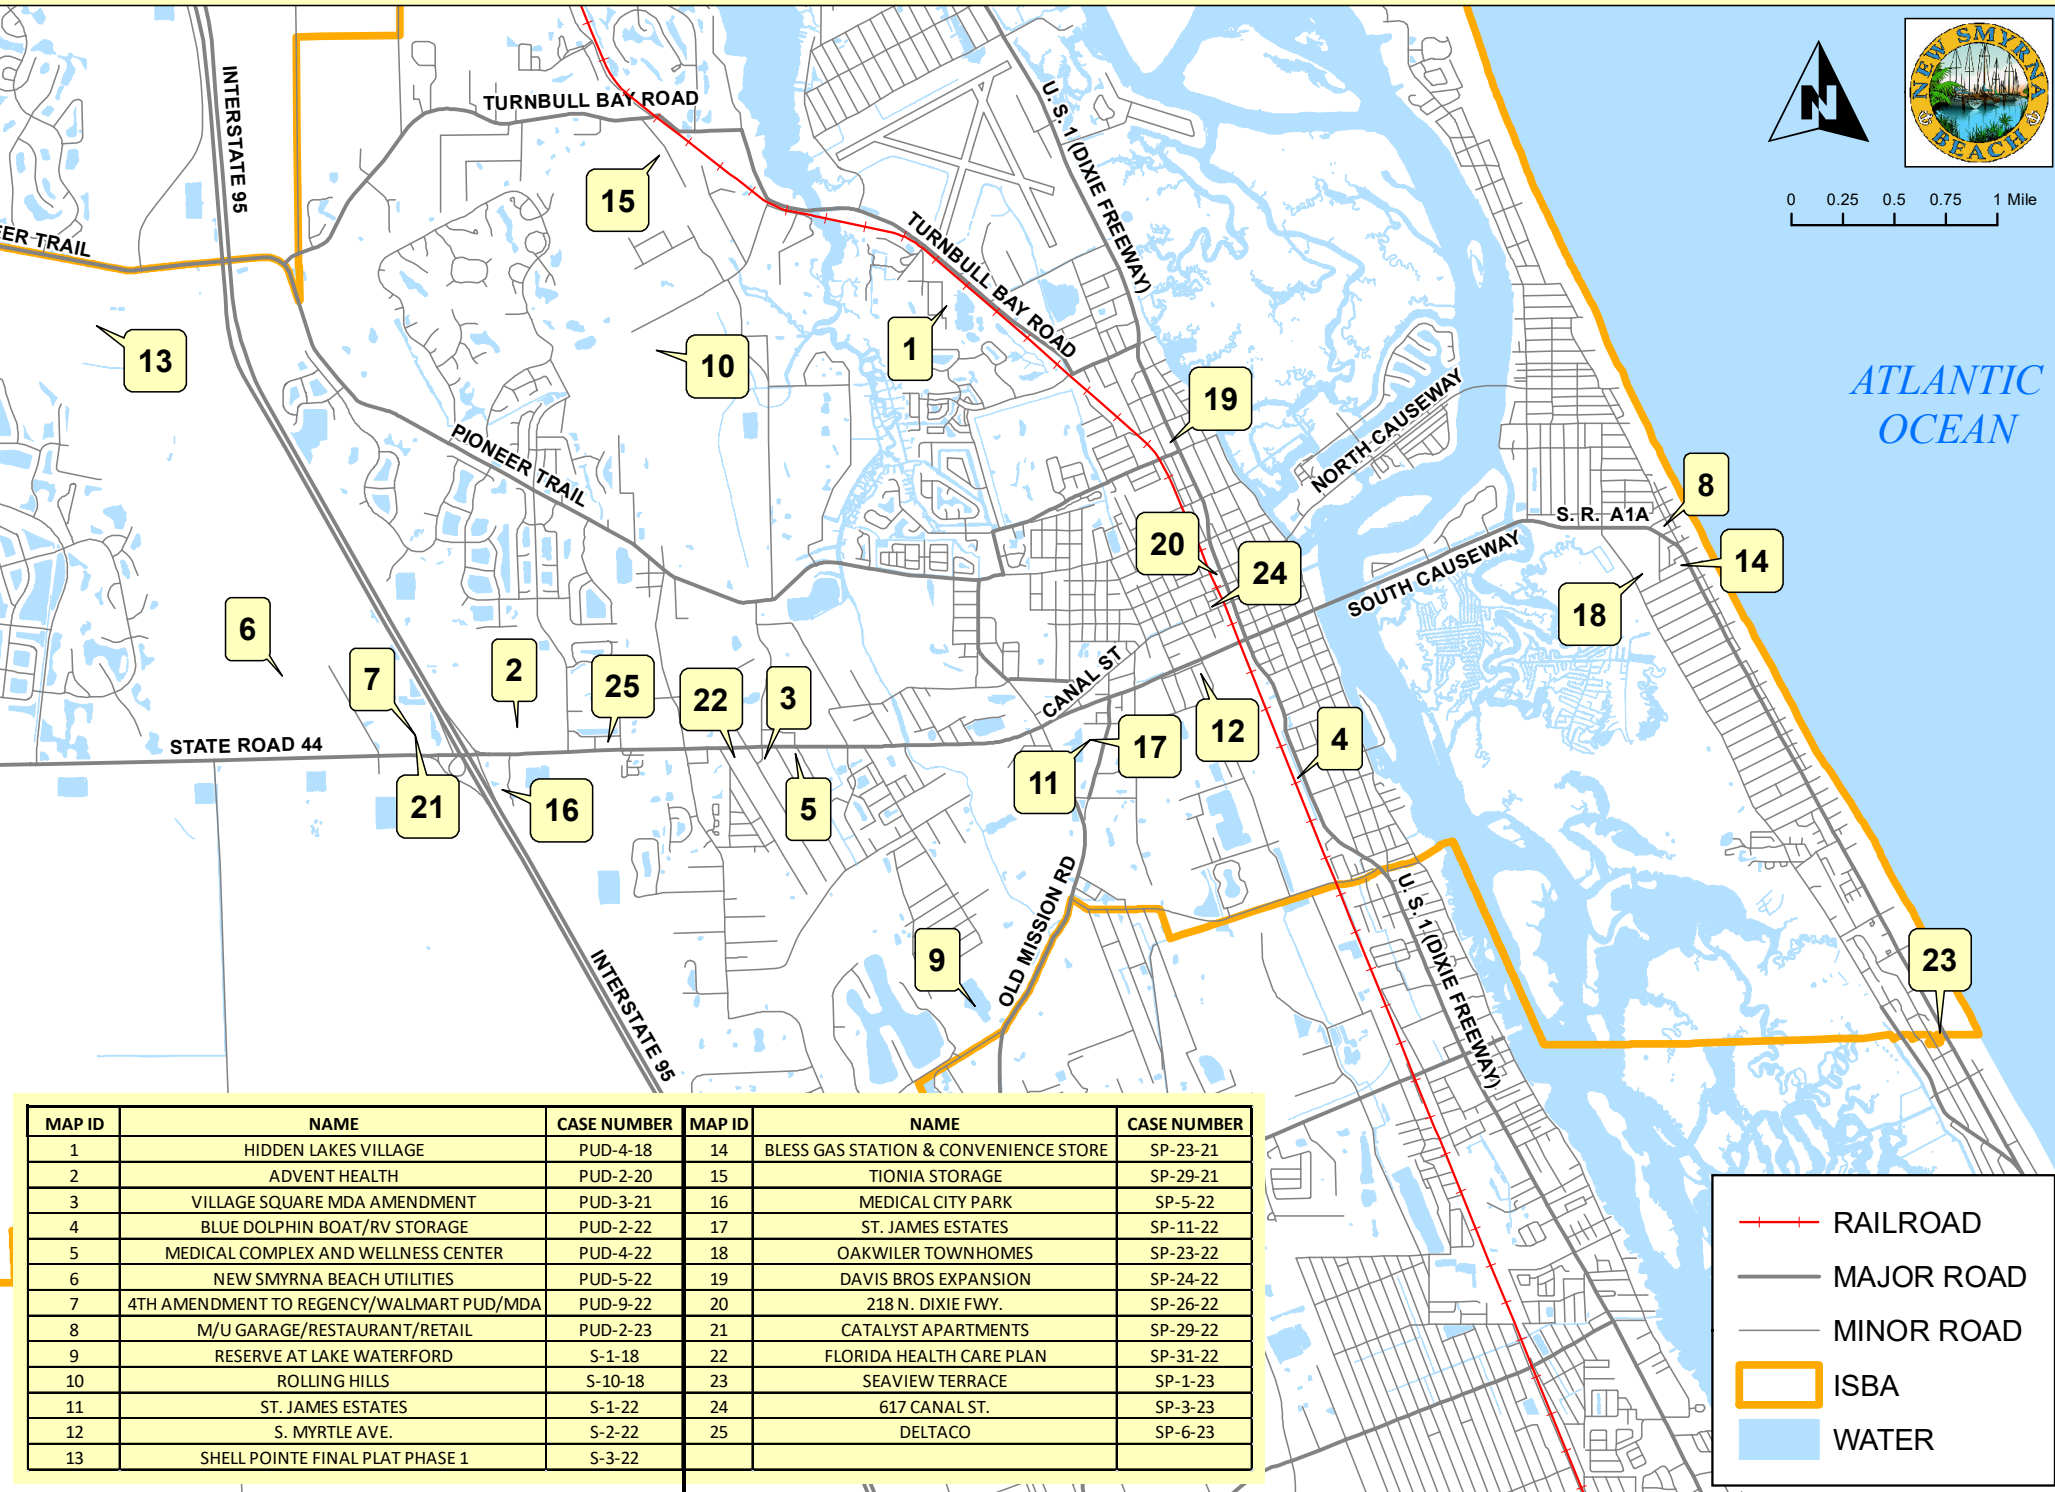 NEW SMYRNA
BEACH
N
0 0.25 0.5 0.75 1 Mile
INTERSTATE 95
TURNBULL BAY ROAD
U. S. 1 (DIXIE FREEWAY)
15
EER TRAIL
TURNBULL BAY ROAD
13
10
1
19
ATLANTIC
OCEAN
PIONEER TRAIL
NORTH CAUSEWAY
8
S. R. A1A
20
24
SOUTH CAUSEWAY
14
18
6
7
2
25
22
3
CANAL ST
STATE ROAD 44
12
4
17
11
21
16
5
OLD MISSION RD
U. S. 1 (DIXIE FREEWAY)
9
23
INTERSTATE 95
MAP ID NAME CASE NUMBER MAP ID NAME CASE NUMBER
1 HIDDEN LAKES VILLAGE PUD-4-18 14 BLESS GAS STATION & CONVENIENCE STORE SP-23-21
2 ADVENT HEALTH PUD-2-20 15 TIONIA STORAGE SP-29-21
3 VILLAGE SQUARE MDA AMENDMENT PUD-3-21 16 MEDICAL CITY PARK SP-5-22
4 BLUE DOLPHIN BOAT/RV STORAGE PUD-2-22 17 ST. JAMES ESTATES SP-11-22
5 MEDICAL COMPLEX AND WELLNESS CENTER PUD-4-22 18 OAKWILER TOWNHOMES SP-23-22
6 NEW SMYRNA BEACH UTILITIES PUD-5-22 19 DAVIS BROS EXPANSION SP-24-22
7 4TH AMENDMENT TO REGENCY/WALMART PUD/MDA PUD-9-22 20 218 N. DIXIE FWY. SP-26-22
8 M/U GARAGE/RESTAURANT/RETAIL PUD-2-23 21 CATALYST APARTMENTS SP-29-22
9 RESERVE AT LAKE WATERFORD S-1-18 22 FLORIDA HEALTH CARE PLAN SP-31-22
10 ROLLING HILLS S-10-18 23 SEAVIEW TERRACE SP-1-23
11 ST. JAMES ESTATES S-1-22 24 617 CANAL ST. SP-3-23
12 S. MYRTLE AVE. S-2-22 25 DELTACO SP-6-23
13 SHELL POINTE FINAL PLAT PHASE 1 S-3-22
RAILROAD
MAJOR ROAD
MINOR ROAD
ISBA
WATER